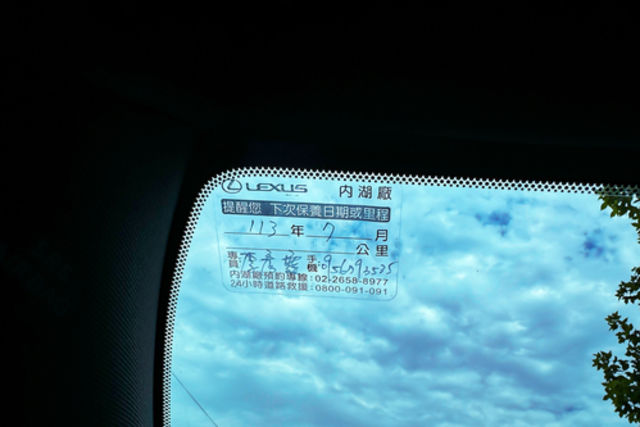 LEXUS 內湖廠
提醒您 下次保養日期或里程
113 年 7 月
公里
專員 手機
內湖廠預約專線:02-2658-8977
24小時道路救援:0800-091-091